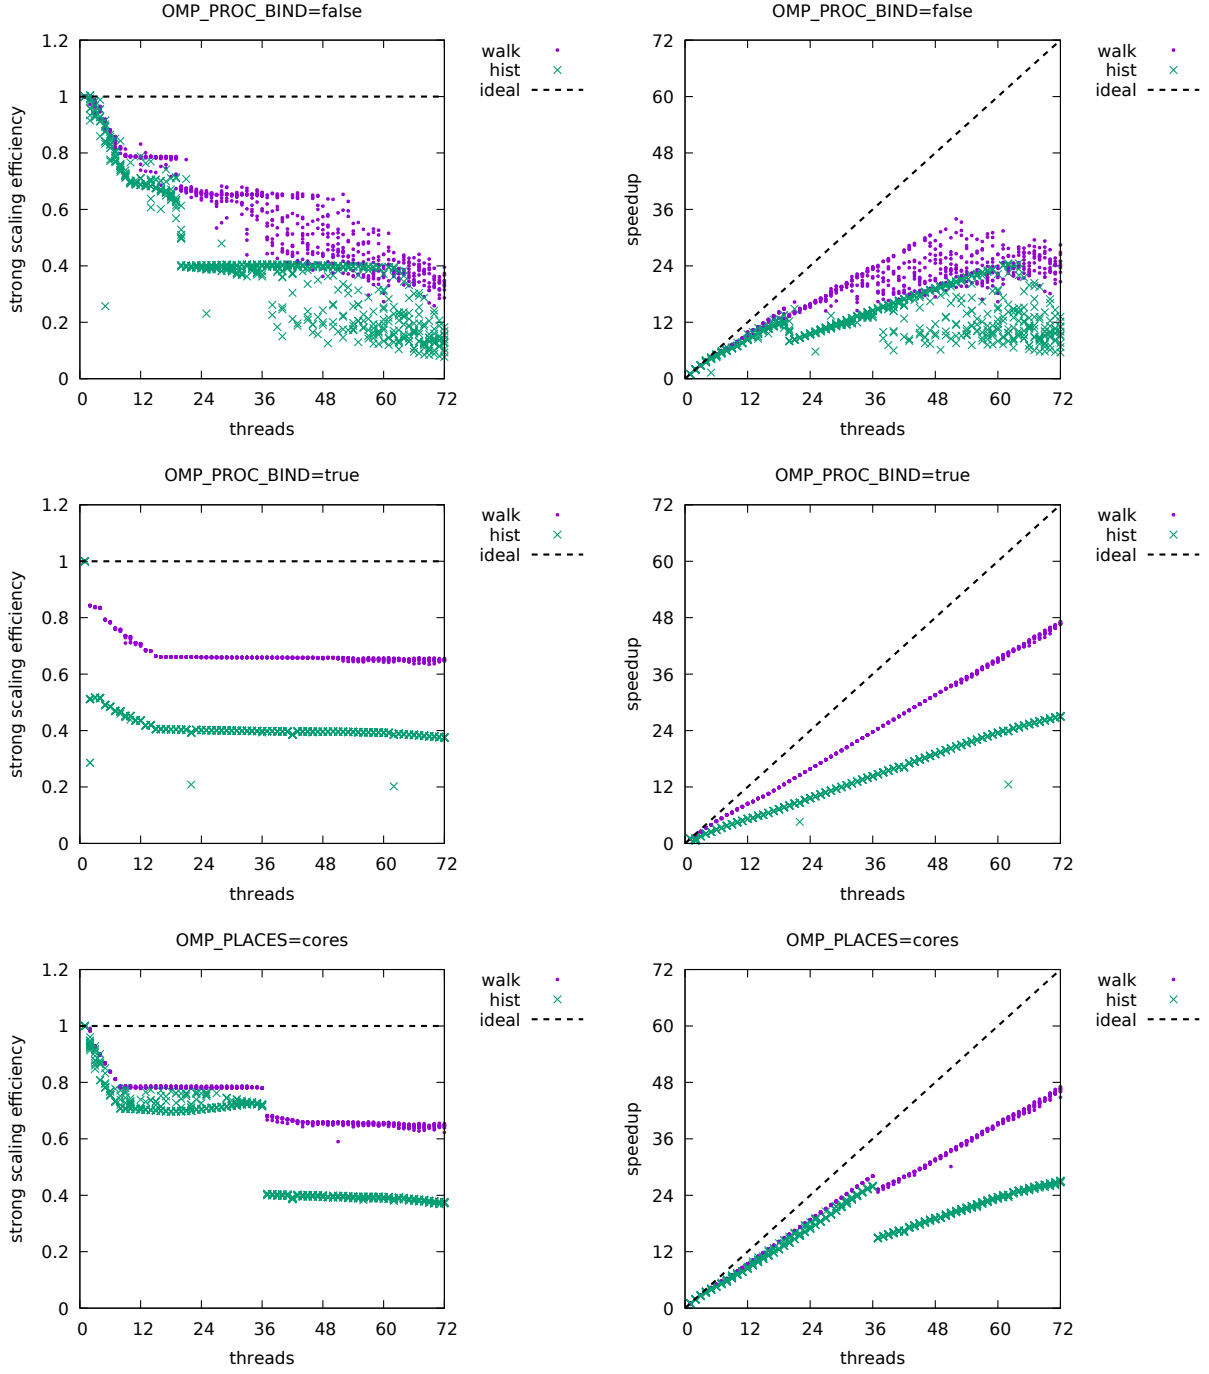 OMP_PROC_BIND=false
strong scaling efficiency
1.2
1
0.8
0.6
0.4
0.2
0
0 12 24 36 48 60 72
threads
walk
hist
ideal
OMP_PROC_BIND=false
speedup
72
60
48
36
24
12
0
0 12 24 36 48 60 72
threads
walk
hist
ideal
OMP_PROC_BIND=true
strong scaling efficiency
1.2
1
0.8
0.6
0.4
0.2
0
0 12 24 36 48 60 72
threads
walk
hist
ideal
OMP_PROC_BIND=true
speedup
72
60
48
36
24
12
0
0 12 24 36 48 60 72
threads
walk
hist
ideal
OMP_PLACES=cores
strong scaling efficiency
1.2
1
0.8
0.6
0.4
0.2
0
0 12 24 36 48 60 72
threads
walk
hist
ideal
OMP_PLACES=cores
speedup
72
60
48
36
24
12
0
0 12 24 36 48 60 72
threads
walk
hist
ideal